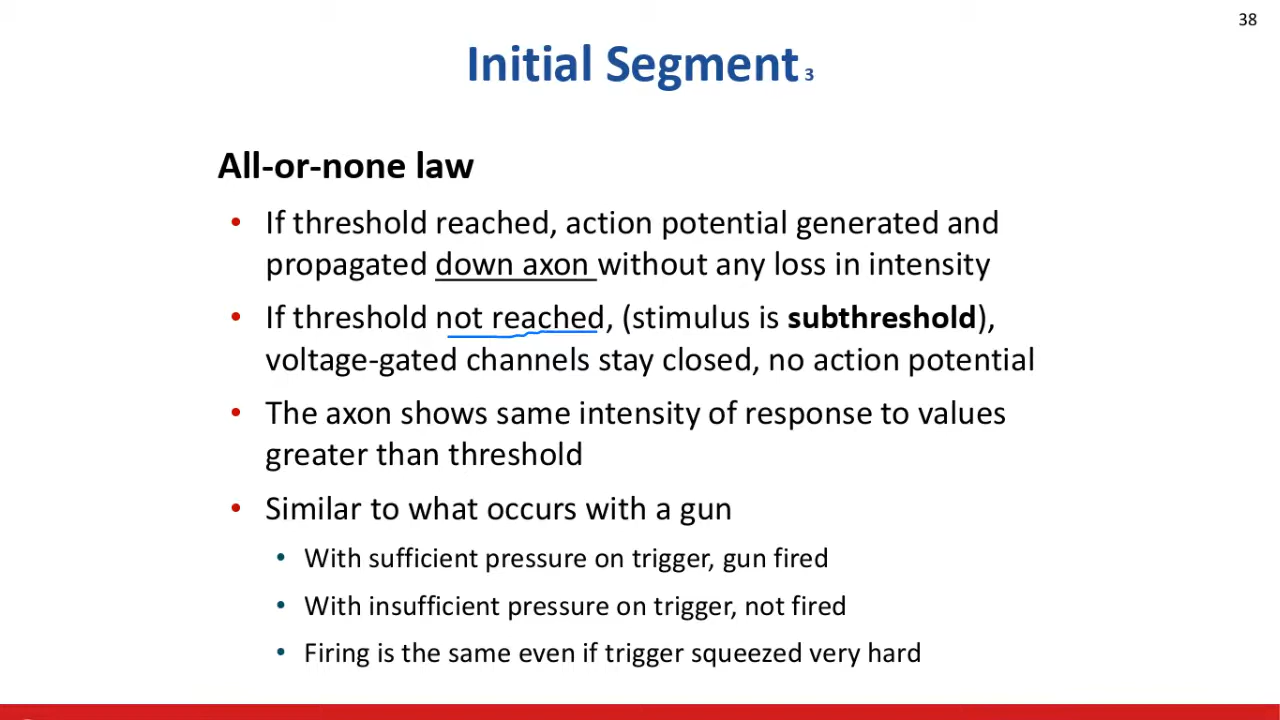 38
Initial Segment 3
All-or-none law
• If threshold reached, action potential generated and
propagated down axon without any loss in intensity
• If threshold not reached, (stimulus is subthreshold),
voltage-gated channels stay closed, no action potential
• The axon shows same intensity of response to values
greater than threshold
• Similar to what occurs with a gun
• With sufficient pressure on trigger, gun fired
• With insufficient pressure on trigger, not fired
• Firing is the same even if trigger squeezed very hard